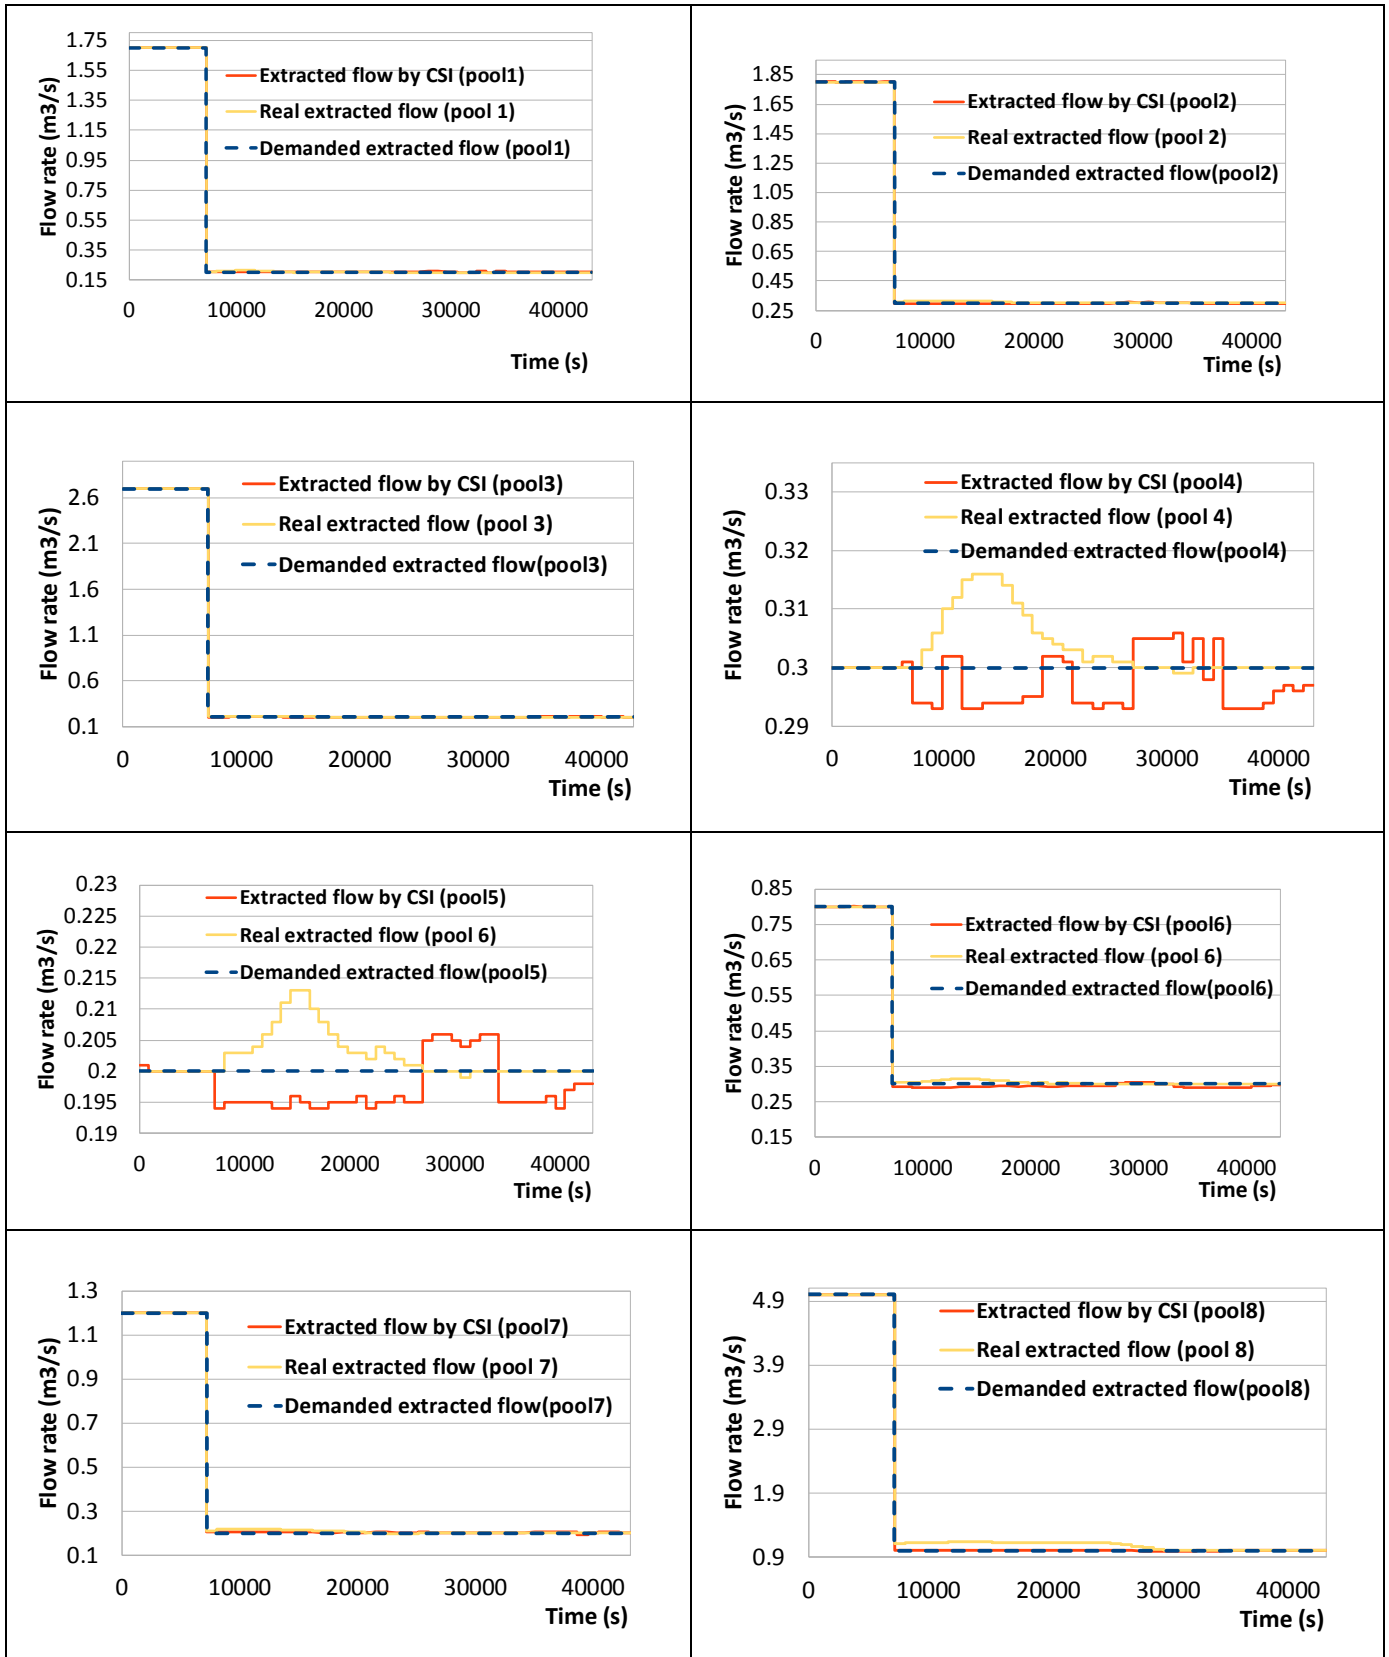 1.75
1.55
1.35
1.15
0.95
0.75
0.55
0.35
0.15
Flow rate (m3/s)
Extracted flow by CSI (pool1)
Real extracted flow (pool 1)
Demanded extracted flow (pool1)
0 10000 20000 30000 40000
Time (s)
1.85
1.65
1.45
1.25
1.05
0.85
0.65
0.45
0.25
Flow rate (m3/s)
Extracted flow by CSI (pool2)
Real extracted flow (pool 2)
Demanded extracted flow(pool2)
0 10000 20000 30000 40000
Time (s)
2.6
2.1
1.6
1.1
0.6
0.1
Flow rate (m3/s)
Extracted flow by CSI (pool3)
Real extracted flow (pool 3)
Demanded extracted flow(pool3)
0 10000 20000 30000 40000
Time (s)
0.33
0.32
0.31
0.3
0.29
Flow rate (m3/s)
Extracted flow by CSI (pool4)
Real extracted flow (pool 4)
Demanded extracted flow(pool4)
0 10000 20000 30000 40000
Time (s)
0.23
0.225
0.22
0.215
0.21
0.205
0.2
0.195
0.19
Flow rate (m3/s)
Extracted flow by CSI (pool5)
Real extracted flow (pool 6)
Demanded extracted flow(pool5)
0 10000 20000 30000 40000
Time (s)
0.85
0.75
0.65
0.55
0.45
0.35
0.25
0.15
Flow rate (m3/s)
Extracted flow by CSI (pool6)
Real extracted flow (pool 6)
Demanded extracted flow(pool6)
0 10000 20000 30000 40000
Time (s)
1.3
1.1
0.9
0.7
0.5
0.3
0.1
Flow rate (m3/s)
Extracted flow by CSI (pool7)
Real extracted flow (pool 7)
Demanded extracted flow(pool7)
0 10000 20000 30000 40000
Time (s)
4.9
3.9
2.9
1.9
0.9
Flow rate (m3/s)
Extracted flow by CSI (pool8)
Real extracted flow (pool 8)
Demanded extracted flow(pool8)
0 10000 20000 30000 40000
Time (s)